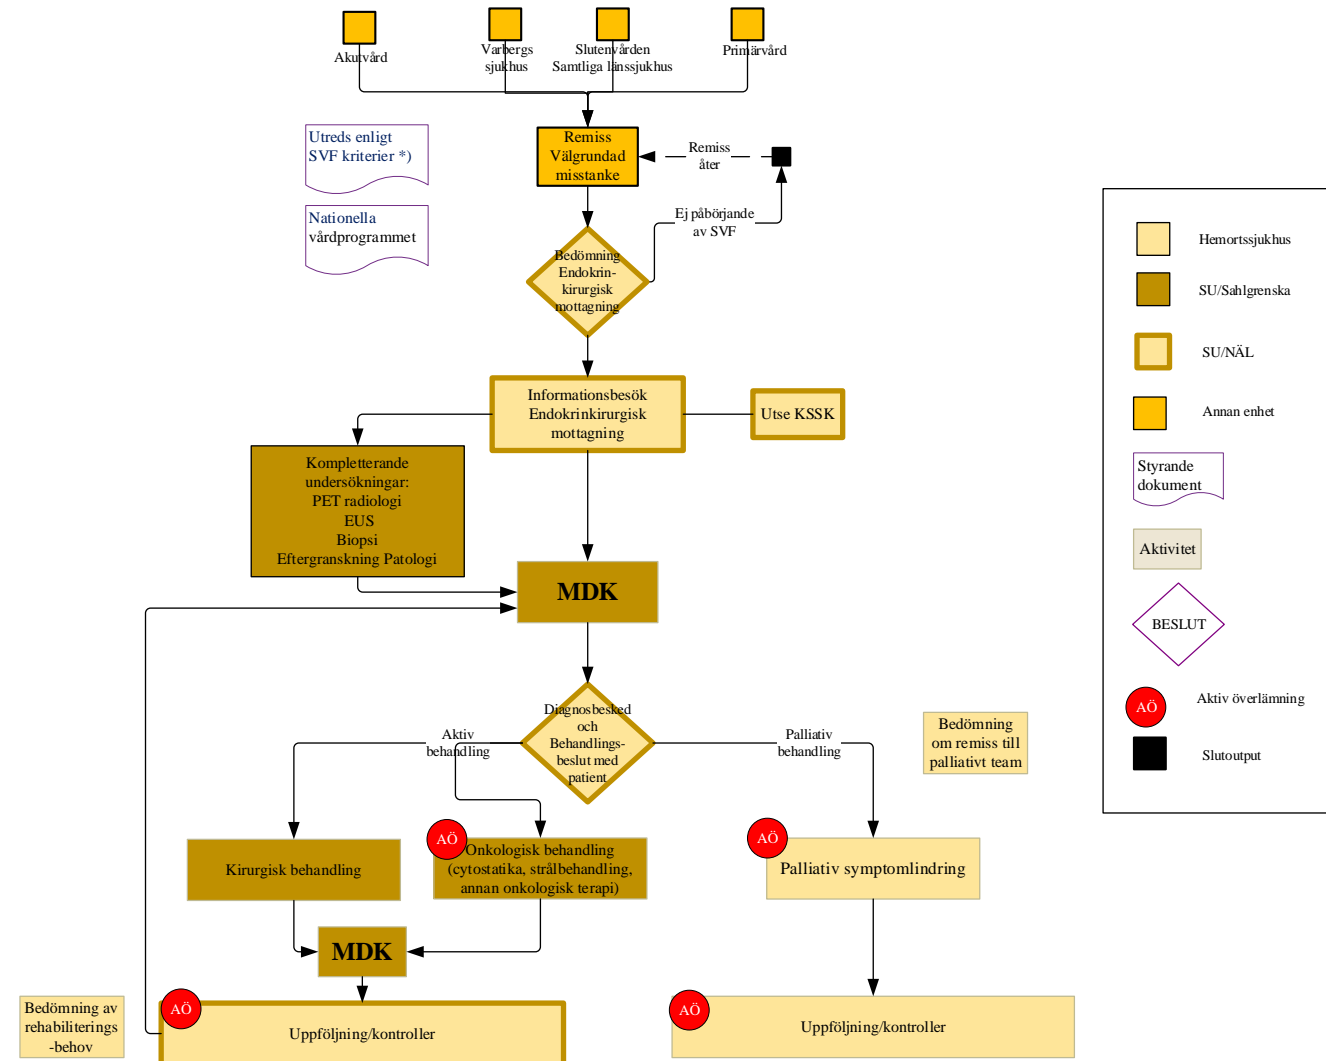 Akutvård
Varbergs
sjukhus
Slutenvården
Samtliga länssjukhus
Primärvård
Utreds enligt
SVF kriterier *)
Nationella
vårdprogrammet
Remiss
Välgrundad
misstanke
Remiss
åter
Ej påbörjande
av SVF
Bedömning
Endokrin-
kirurgisk
mottagning
Informationsbesök
Endokrinkirurgisk
mottagning
Utse KSSK
Kompletterande
undersökningar:
PET radiologi
EUS
Biopsi
Eftergranskning Patologi
MDK
Diagnosbesked
och
Behandlings-
beslut med
patient
Aktiv
behandling
Palliativ
behandling
Bedömning
om remiss till
palliativt team
Kirurgisk behandling
AÖ
Onkologisk behandling
(cytostatika, strålbehandling,
annan onkologisk terapi)
AÖ
Palliativ symptomlindring
MDK
Bedömning av
rehabiliterings
-behov
AÖ
Uppföljning/kontroller
AÖ
Uppföljning/kontroller
Hemortssjukhus
SU/Sahlgrenska
SU/NÄL
Annan enhet
Styrande
dokument
Aktivitet
BESLUT
AÖ
Aktiv överlämning
Slutoutput